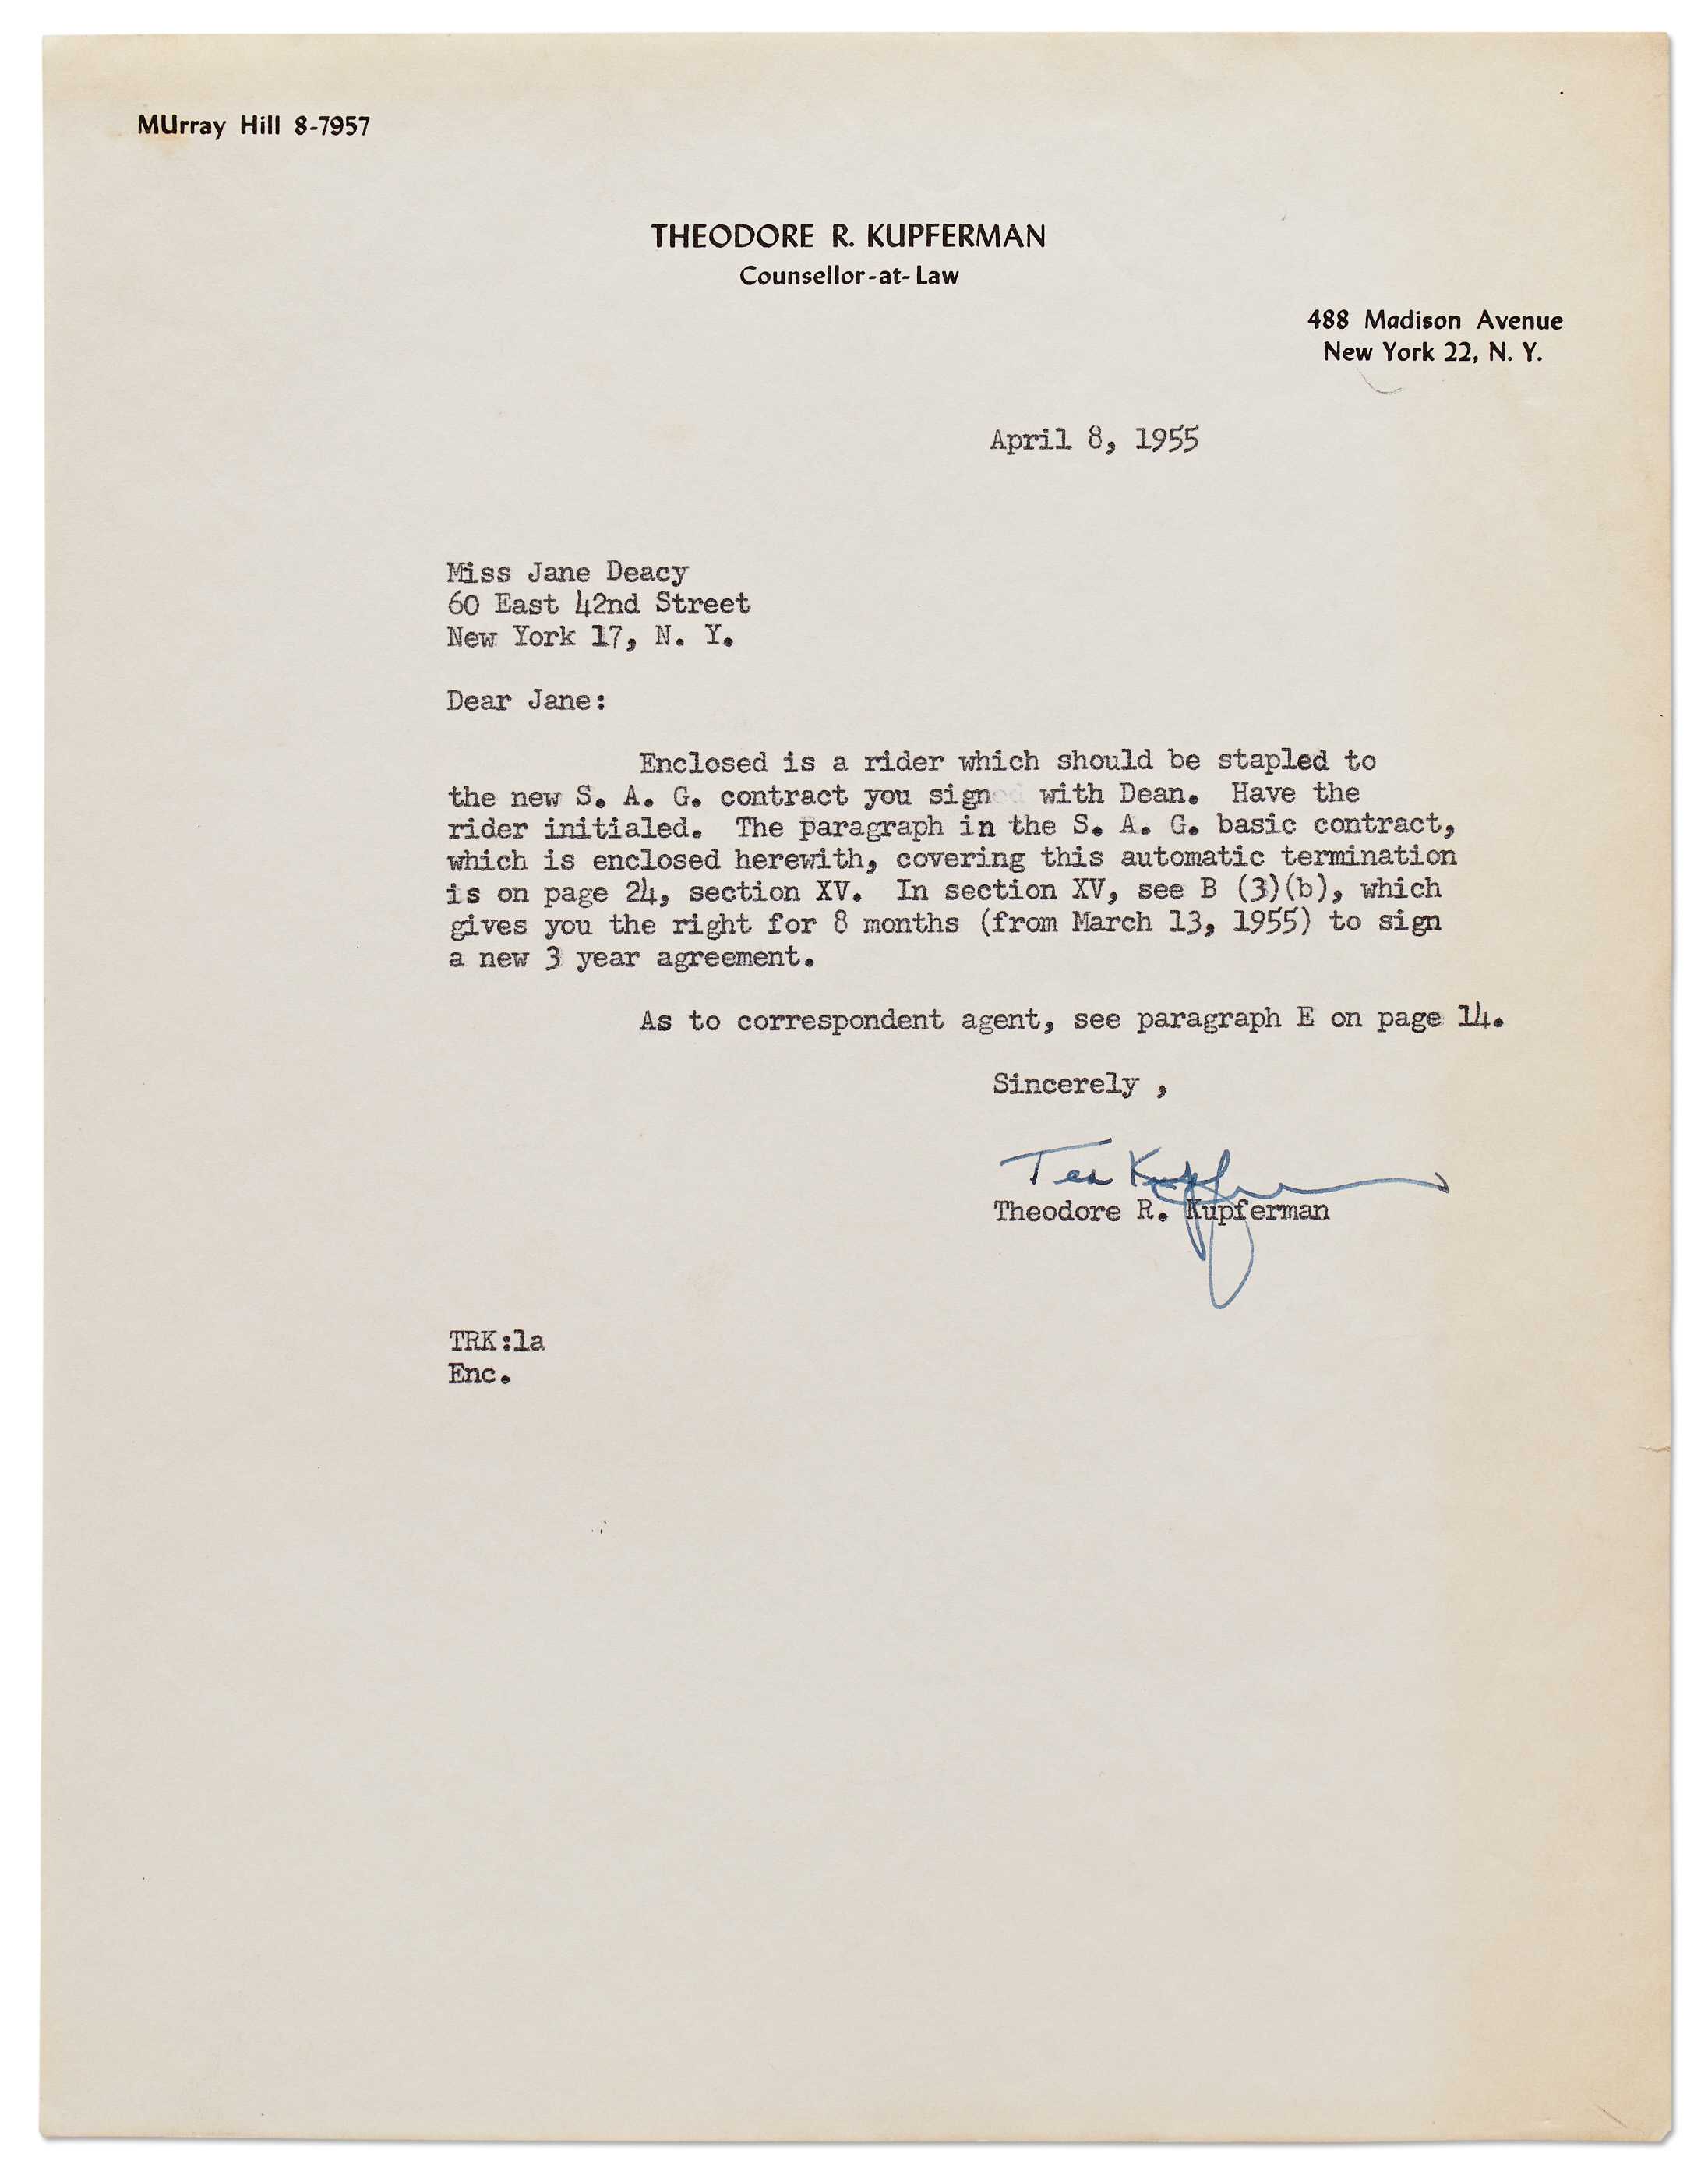 MUrray Hill 8-7957
THEODORE R. KUPFERMAN
Counsellor-at-Law
488 Madison Avenue
New York 22, N. Y.
April 8, 1955
Miss Jane Deacy
60 East 42nd Street
New York 17, N. Y.
Dear Jane:
Enclosed is a rider which should be stapled to
the new S. A. G. contract you sign with Dean. Have the
rider initialed. The paragraph in the S. A. G. basic contract,
which is enclosed herewith, covering this automatic termination
is on page 24, section XV. In section XV, see B (3)(b), which
gives you the right for 8 months (from March 13, 1955) to sign
a new 3 year agreement.
As to correspondent agent, see paragraph E on page 14.
Sincerely ,
Ted Kupferman
Theodore R. Kupferman
TRK:la
Enc.